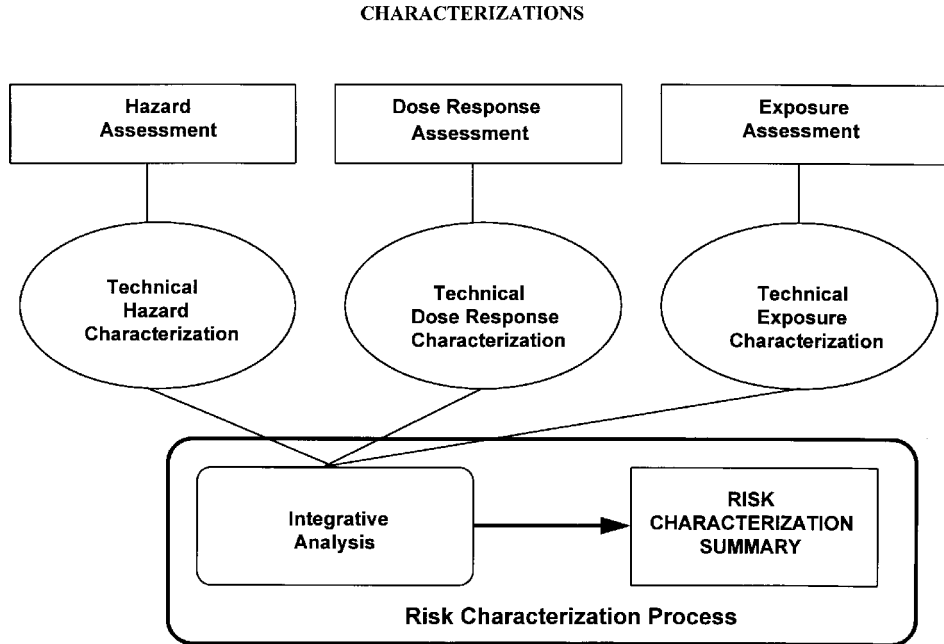 CHARACTERIZATIONS
Hazard
Assessment
Dose Response
Assessment
Exposure
Assessment
Technical
Hazard
Characterization
Technical
Dose Response
Characterization
Technical
Exposure
Characterization
Integrative
Analysis
RISK
CHARACTERIZATION
SUMMARY
Risk Characterization Process